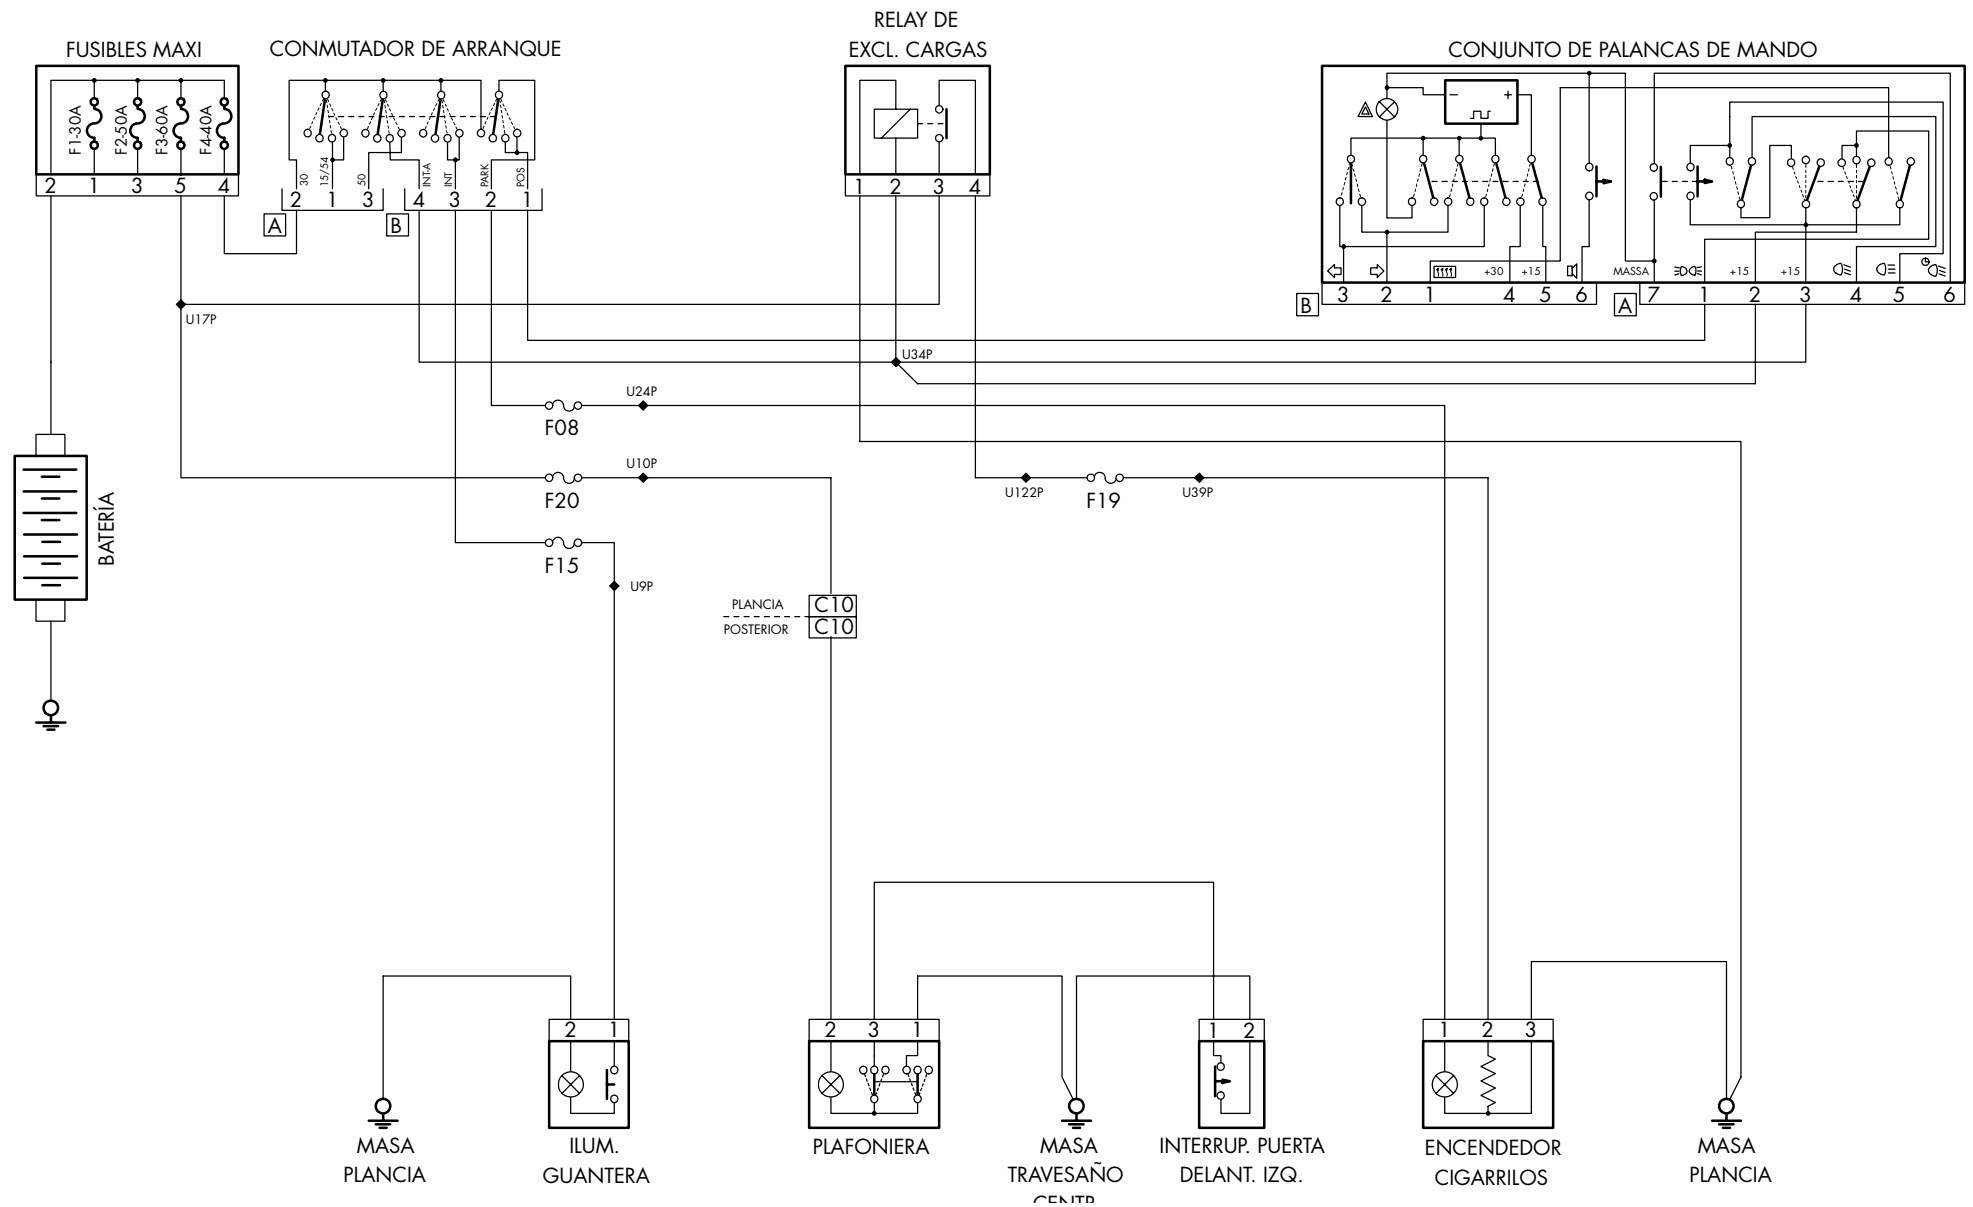 RELAY DE
FUSIBLES MAXI
CONMUTADOR DE ARRANQUE
EXCL. CARGAS
CONJUNTO DE PALANCAS DE MANDO
F1-30A
F2-50A
F3-60A
F4-40A
2 1 3 5 4
30
15/54
50
INT-A
INT
PARK
POS
2 1 3
4 3 2 1
A
B
1 2 3 4
- +
+30 +15
MASSA
+15 +15
3 2 1 4 5 6
7 1 2 3 4 5 6
B
A
U17P
U34P
U24P
F08
U10P
F20
U122P
F19
U39P
BATERÍA
F15
U9P
PLANCIA
C10
POSTERIOR
C10
2 1
2 3 1
1 2
1 2 3
MASA
PLANCIA
ILUM.
GUANTERA
PLAFONIERA
MASA
TRAVESAÑO
CENTR.
INTERRUP. PUERTA
DELANT. IZQ.
ENCENDEDOR
CIGARRILOS
MASA
PLANCIA